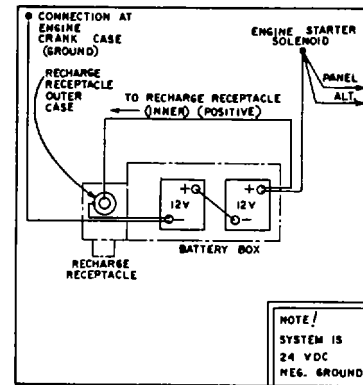 CONNECTION AT
ENGINE
CRANK CASE
(GROUND)
ENGINE STARTER
SOLENOID
PANEL
ALT.
RECHARGE
RECEPTACLE
OUTER
CASE
TO RECHARGE RECEPTACLE
(INNER) (POSITIVE)
+ +
12V 12V
- -
BATTERY BOX
RECHARGE
RECEPTACLE
NOTE!
SYSTEM IS
24 VDC
NEG. GROUND